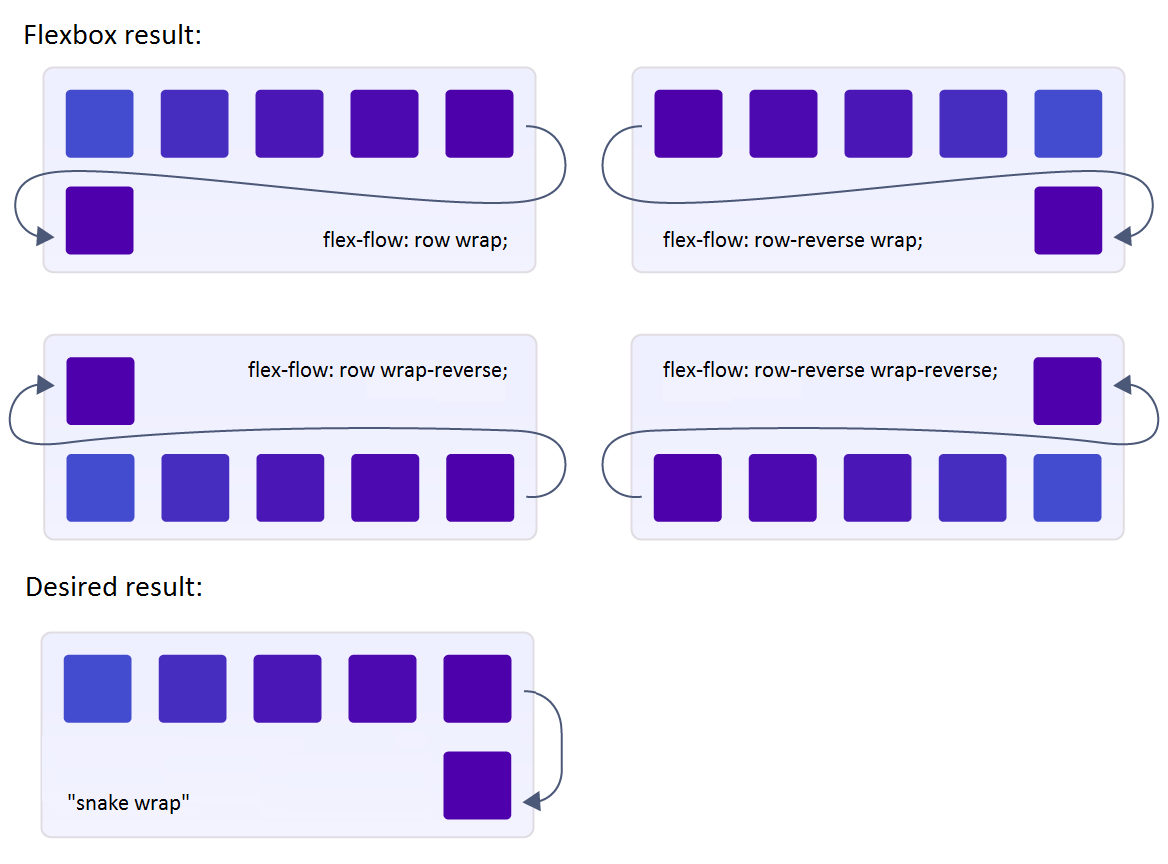 Flexbox result:
flex-flow: row wrap;
flex-flow: row-reverse wrap;
flex-flow: row wrap-reverse;
flex-flow: row-reverse wrap-reverse;
Desired result:
"snake wrap"